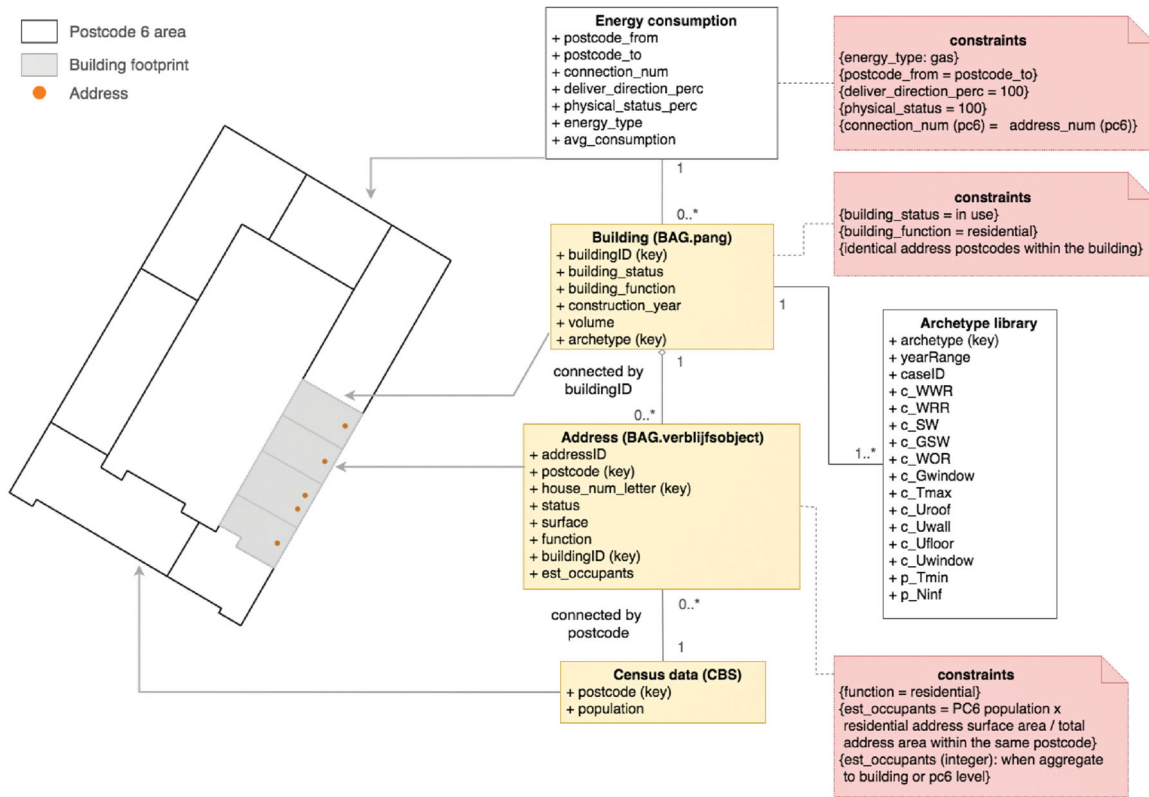 Postcode 6 area
Building footprint
Address
Energy consumption
+ postcode_from
+ postcode_to
+ connection_num
+ deliver_direction_perc
+ physical_status_perc
+ energy_type
+ avg_consumption
constraints
{energy_type: gas}
{postcode_from = postcode_to}
{deliver_direction_perc = 100}
{physical_status = 100}
{connection_num (pc6) = address_num (pc6)}
1
0..*
constraints
{building_status = in use}
{building_function = residential}
{identical address postcodes within the building}
Building (BAG.pang)
+ buildingID (key)
+ building_status
+ building_function
+ construction_year
+ volume
+ archetype (key)
1
1..*
Archetype library
+ archetype (key)
+ yearRange
+ caseID
+ c_WWR
+ c_WRR
+ c_SW
+ c_GSW
+ c_WOR
+ c_Gwindow
+ c_Tmax
+ c_Uroof
+ c_Uwall
+ c_Ufloor
+ c_Uwindow
+ p_Tmin
+ p_Ninf
connected by
buildingID
1
0..*
Address (BAG.verblijfsobject)
+ addressID
+ postcode (key)
+ house_num_letter (key)
+ status
+ surface
+ function
+ buildingID (key)
+ est_occupants
connected by
postcode
0..*
1
Census data (CBS)
+ postcode (key)
+ population
constraints
{function = residential}
{est_occupants = PC6 population x
residential address surface area / total
address area within the same postcode}
{est_occupants (integer): when aggregate
to building or pc6 level}